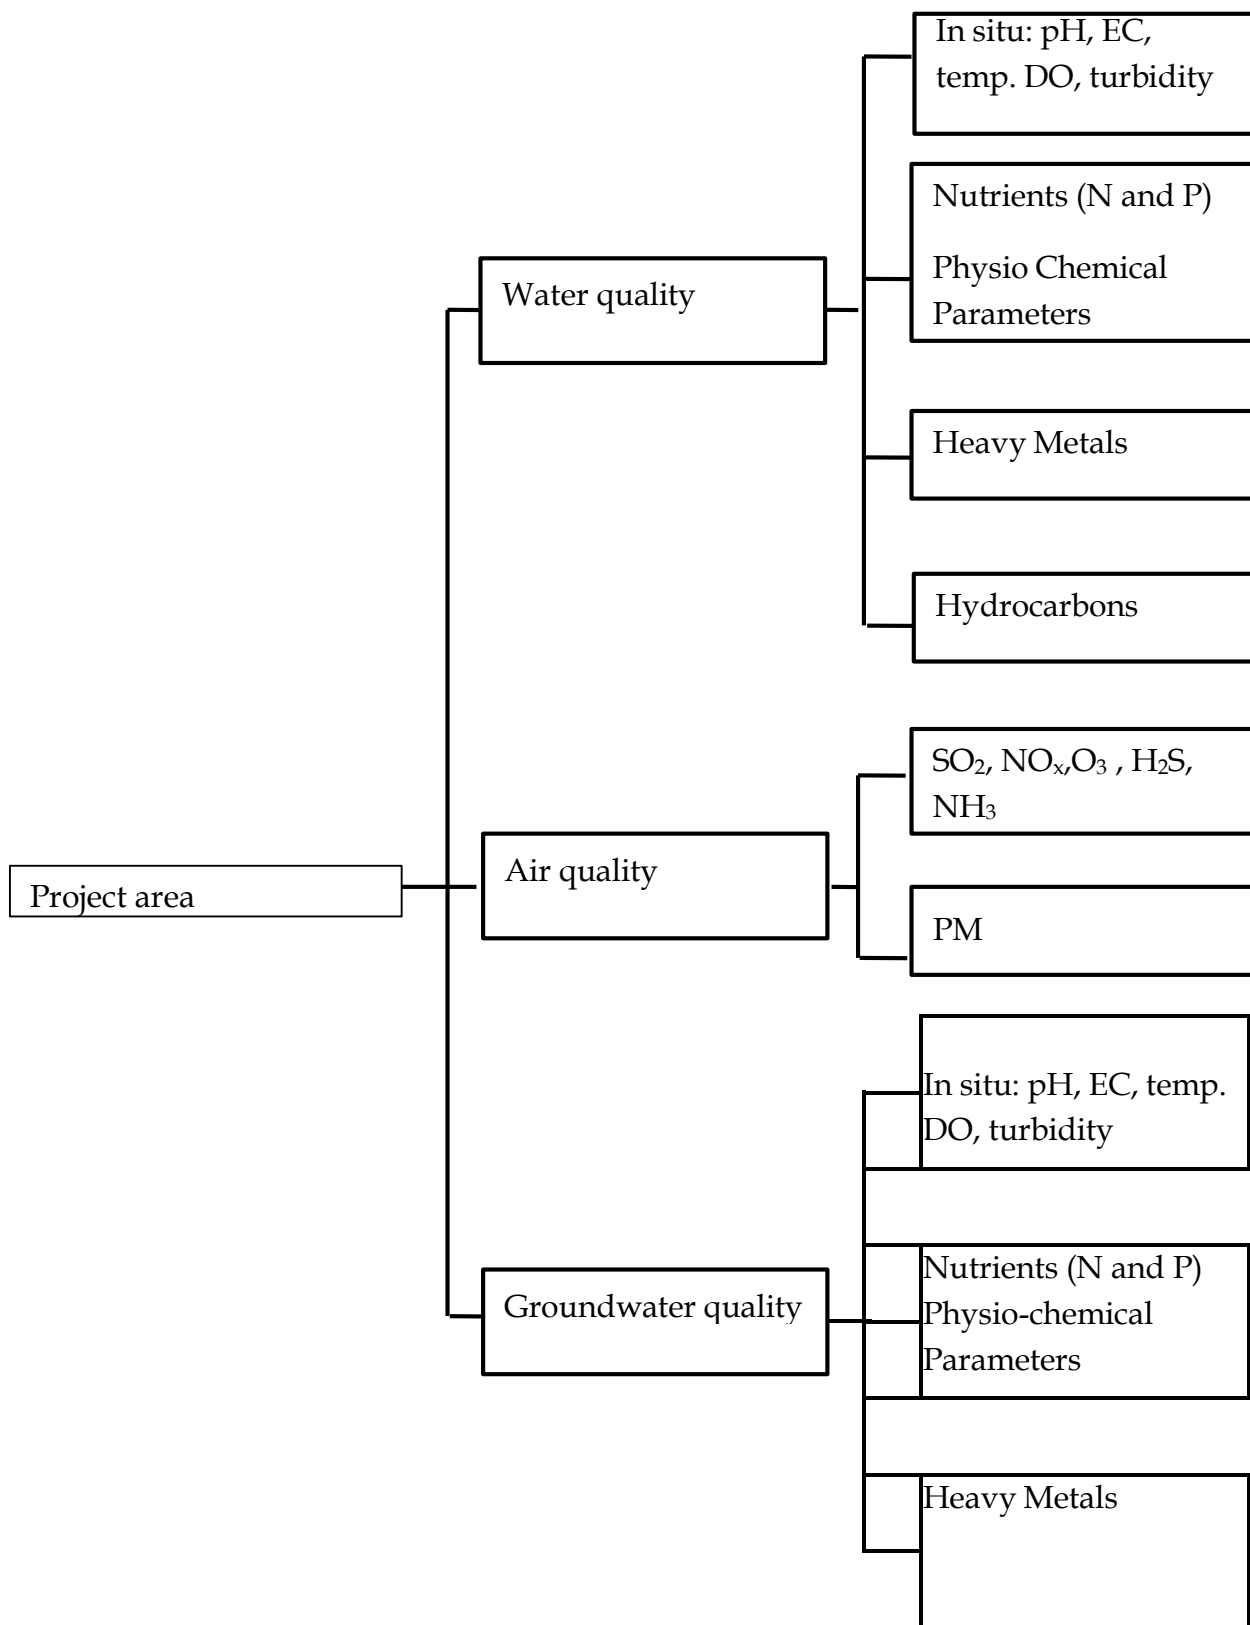 Project area
Water quality
In situ: pH, EC,
temp. DO, turbidity
Nutrients (N and P)
Physio Chemical
Parameters
Heavy Metals
Hydrocarbons
Air quality
SO₂, NOₓ,O₃ , H₂S,
NH₃
PM
Groundwater quality
In situ: pH, EC, temp.
DO, turbidity
Nutrients (N and P)
Physio-chemical
Parameters
Heavy Metals